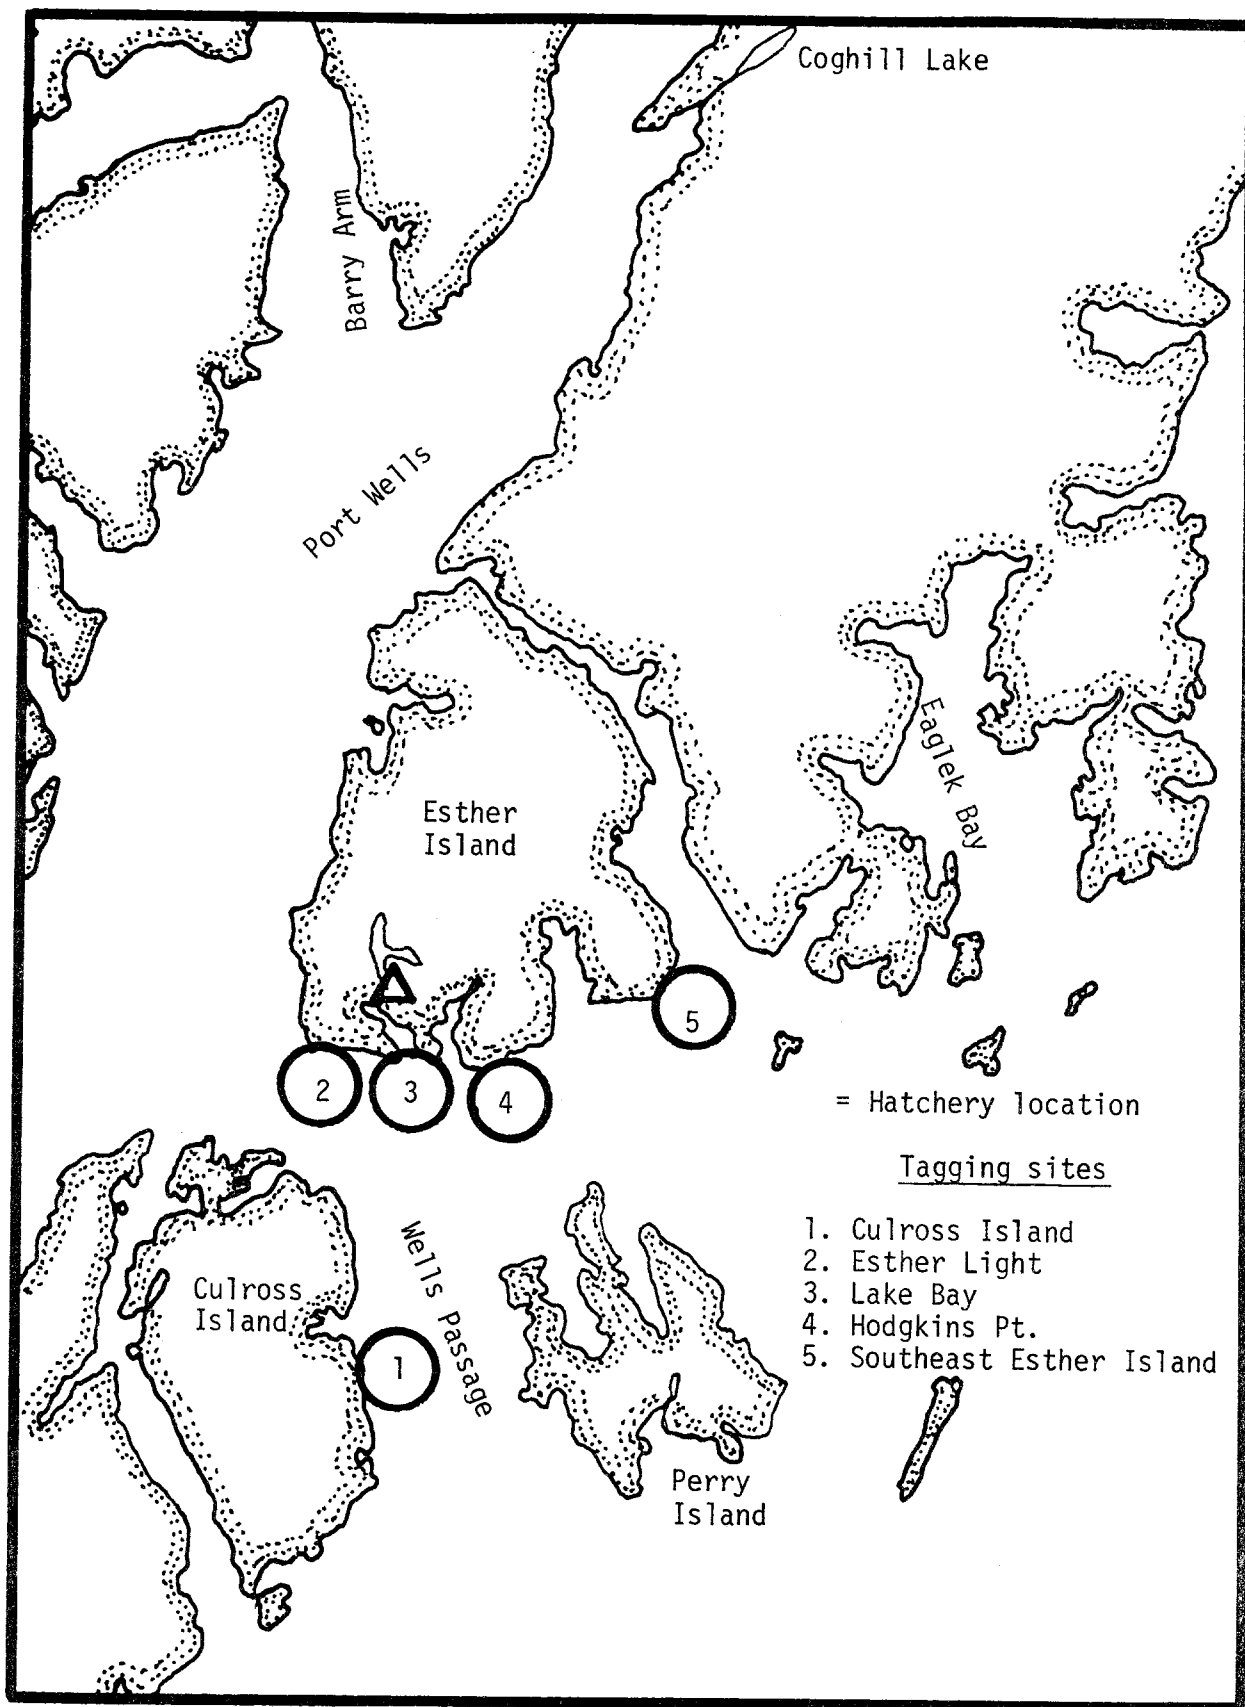 Coghill Lake
Barry Arm
Port Wells
Eaglek Bay
Esther
Island
5
2
3
4
= Hatchery location
Tagging sites
1. Culross Island
2. Esther Light
3. Lake Bay
4. Hodgkins Pt.
5. Southeast Esther Island
Wells Passage
Culross
Island
1
Perry
Island